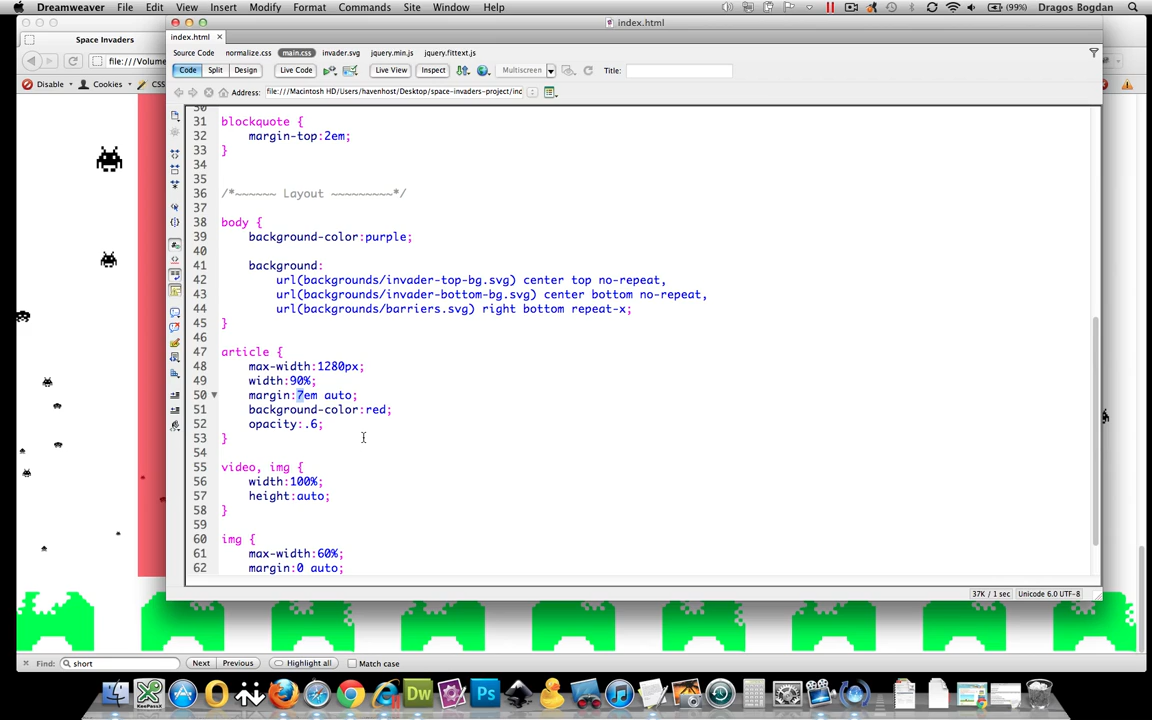 Dreamweaver File Edit View Insert Modify Format Commands Site Window Help (99%) Dragos Bogdan
index.html
Space Invaders
file:///Volume
Disable Cookies CSS
index.html ×
Source Code normalize.css main.css invader.svg jquery.min.js jquery.fittext.js
Code Split Design Live Code Live View Inspect Multiscreen Title:
Address: file:///Macintosh HD/Users/havenhost/Desktop/space-invaders-project/inc
30
31 blockquote {
32 margin-top:2em;
33 }
34
35
36 /*~~~~~~ Layout ~~~~~~~~~*/
37
38 body {
39 background-color:purple;
40
41 background:
42 url(backgrounds/invader-top-bg.svg) center top no-repeat,
43 url(backgrounds/invader-bottom-bg.svg) center bottom no-repeat,
44 url(backgrounds/barriers.svg) right bottom repeat-x;
45 }
46
47 article {
48 max-width:1280px;
49 width:90%;
50 margin:7em auto;
51 background-color:red;
52 opacity:.6;
53 }
54
55 video, img {
56 width:100%;
57 height:auto;
58 }
59
60 img {
61 max-width:60%;
62 margin:0 auto;
37K / 1 sec Unicode 6.0 UTF-8
× Find: short Next Previous Highlight all Match case
KeePassX Dw Ps